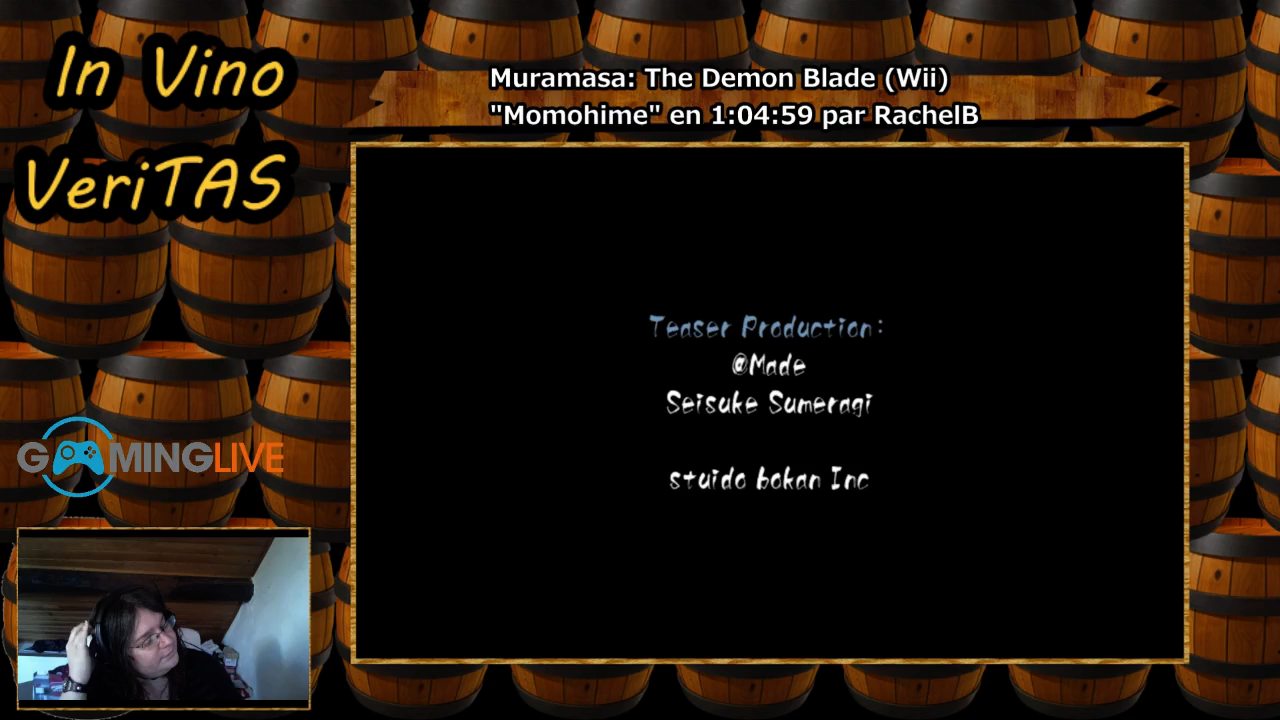 In Vino
VeriTAS
Muramasa: The Demon Blade (Wii)
"Momohime" en 1:04:59 par RachelB
Teaser Production:
@Made
Seisuke Sumeragi
stuido bokan Inc
GAMINGLIVE